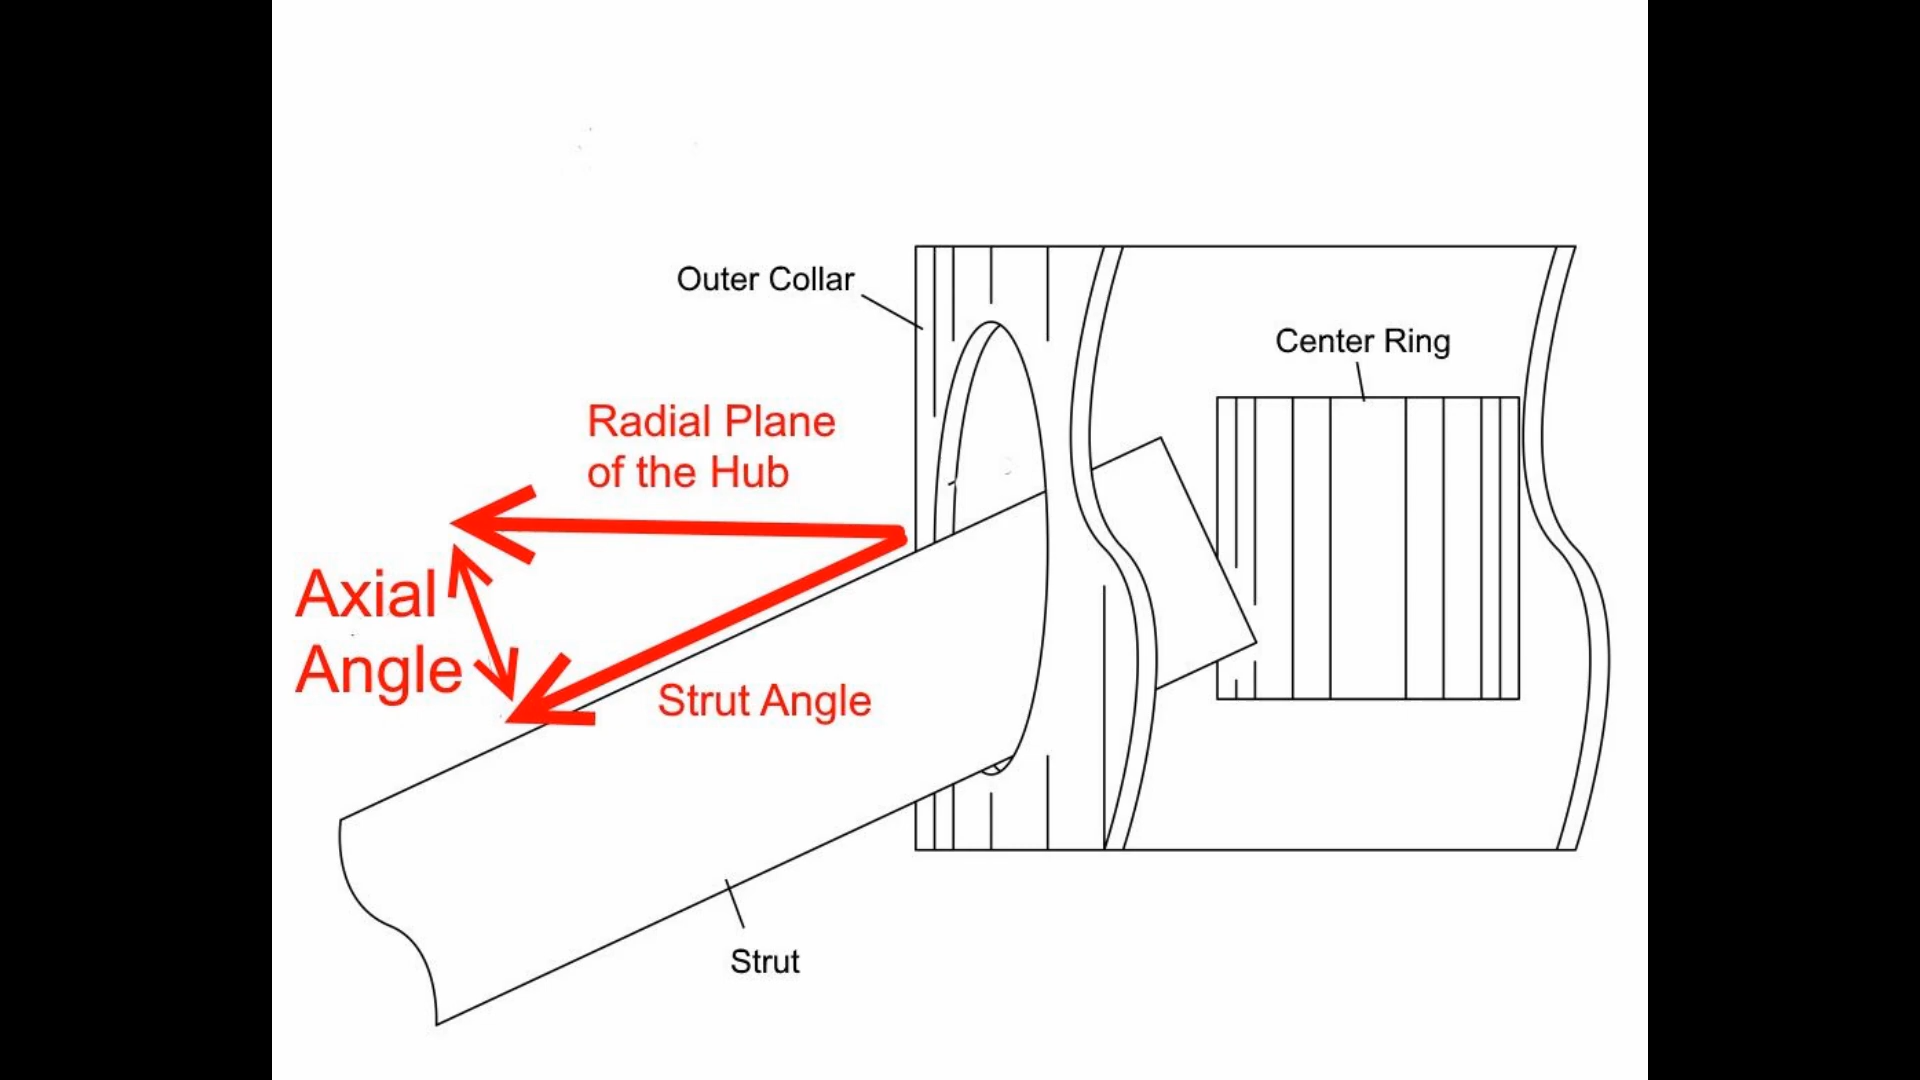 Outer Collar
Center Ring
Radial Plane
of the Hub
Axial
Angle
Strut Angle
Strut